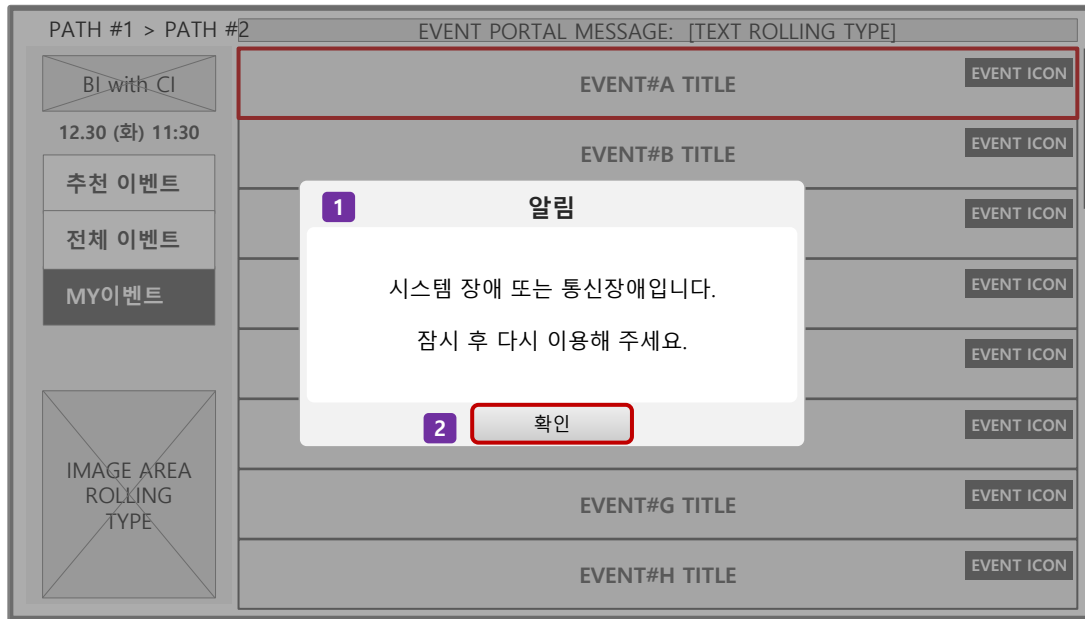 PATH #1 > PATH #2
EVENT PORTAL MESSAGE: [TEXT ROLLING TYPE]
BI with CI
12.30 (화) 11:30
추천 이벤트
전체 이벤트
MY이벤트
IMAGE AREA
ROLLING
TYPE
EVENT#A TITLE
EVENT ICON
EVENT#B TITLE
EVENT ICON
EVENT ICON
EVENT ICON
EVENT ICON
EVENT ICON
EVENT#G TITLE
EVENT ICON
EVENT#H TITLE
EVENT ICON
1
알림
시스템 장애 또는 통신장애입니다.
잠시 후 다시 이용해 주세요.
2
확인